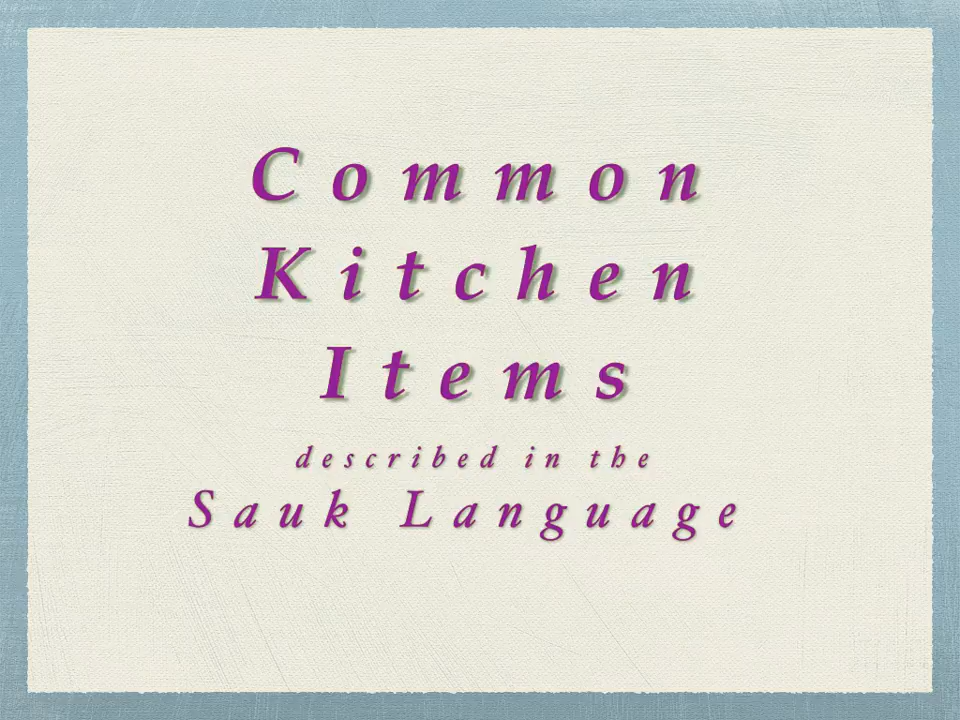 Common
Kitchen
Items
described in the
Sauk Language